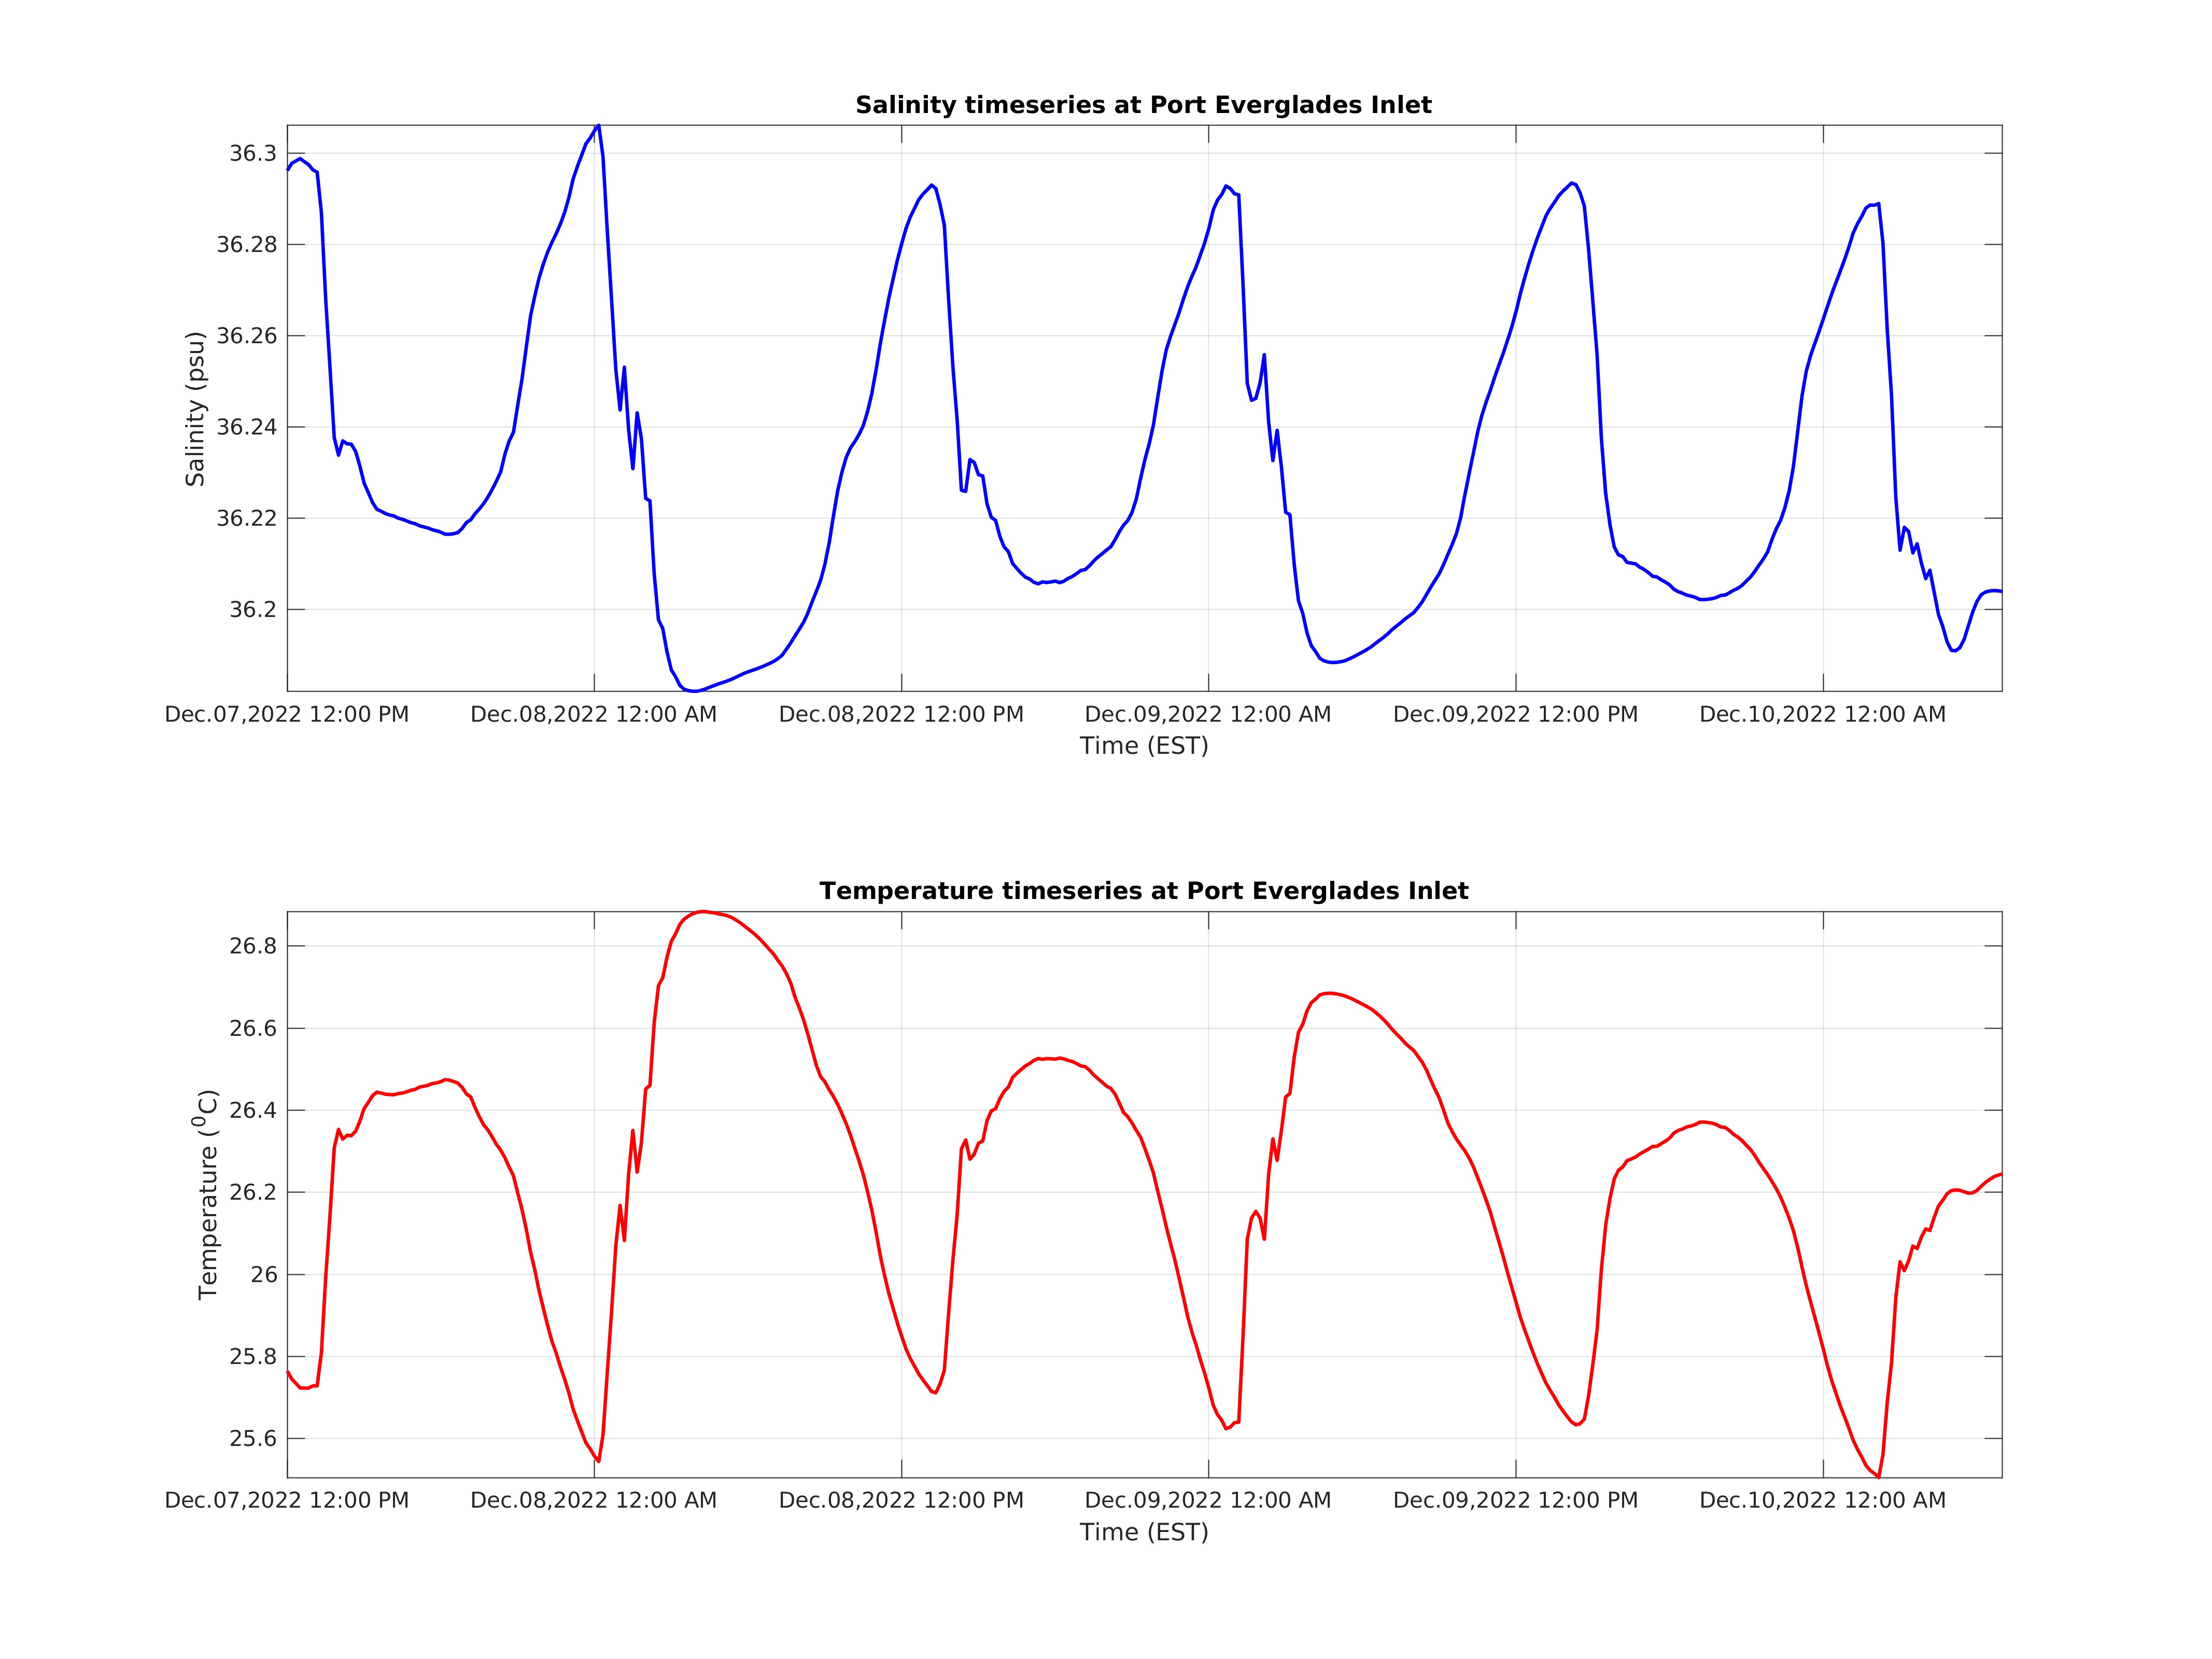 Salinity timeseries at Port Everglades Inlet
36.3
36.28
36.26
36.24
36.22
36.2
Salinity (psu)
Dec.07,2022 12:00 PM Dec.08,2022 12:00 AM Dec.08,2022 12:00 PM Dec.09,2022 12:00 AM Dec.09,2022 12:00 PM Dec.10,2022 12:00 AM
Time (EST)
Temperature timeseries at Port Everglades Inlet
26.8
26.6
26.4
26.2
26
25.8
25.6
Temperature (⁰C)
Dec.07,2022 12:00 PM Dec.08,2022 12:00 AM Dec.08,2022 12:00 PM Dec.09,2022 12:00 AM Dec.09,2022 12:00 PM Dec.10,2022 12:00 AM
Time (EST)